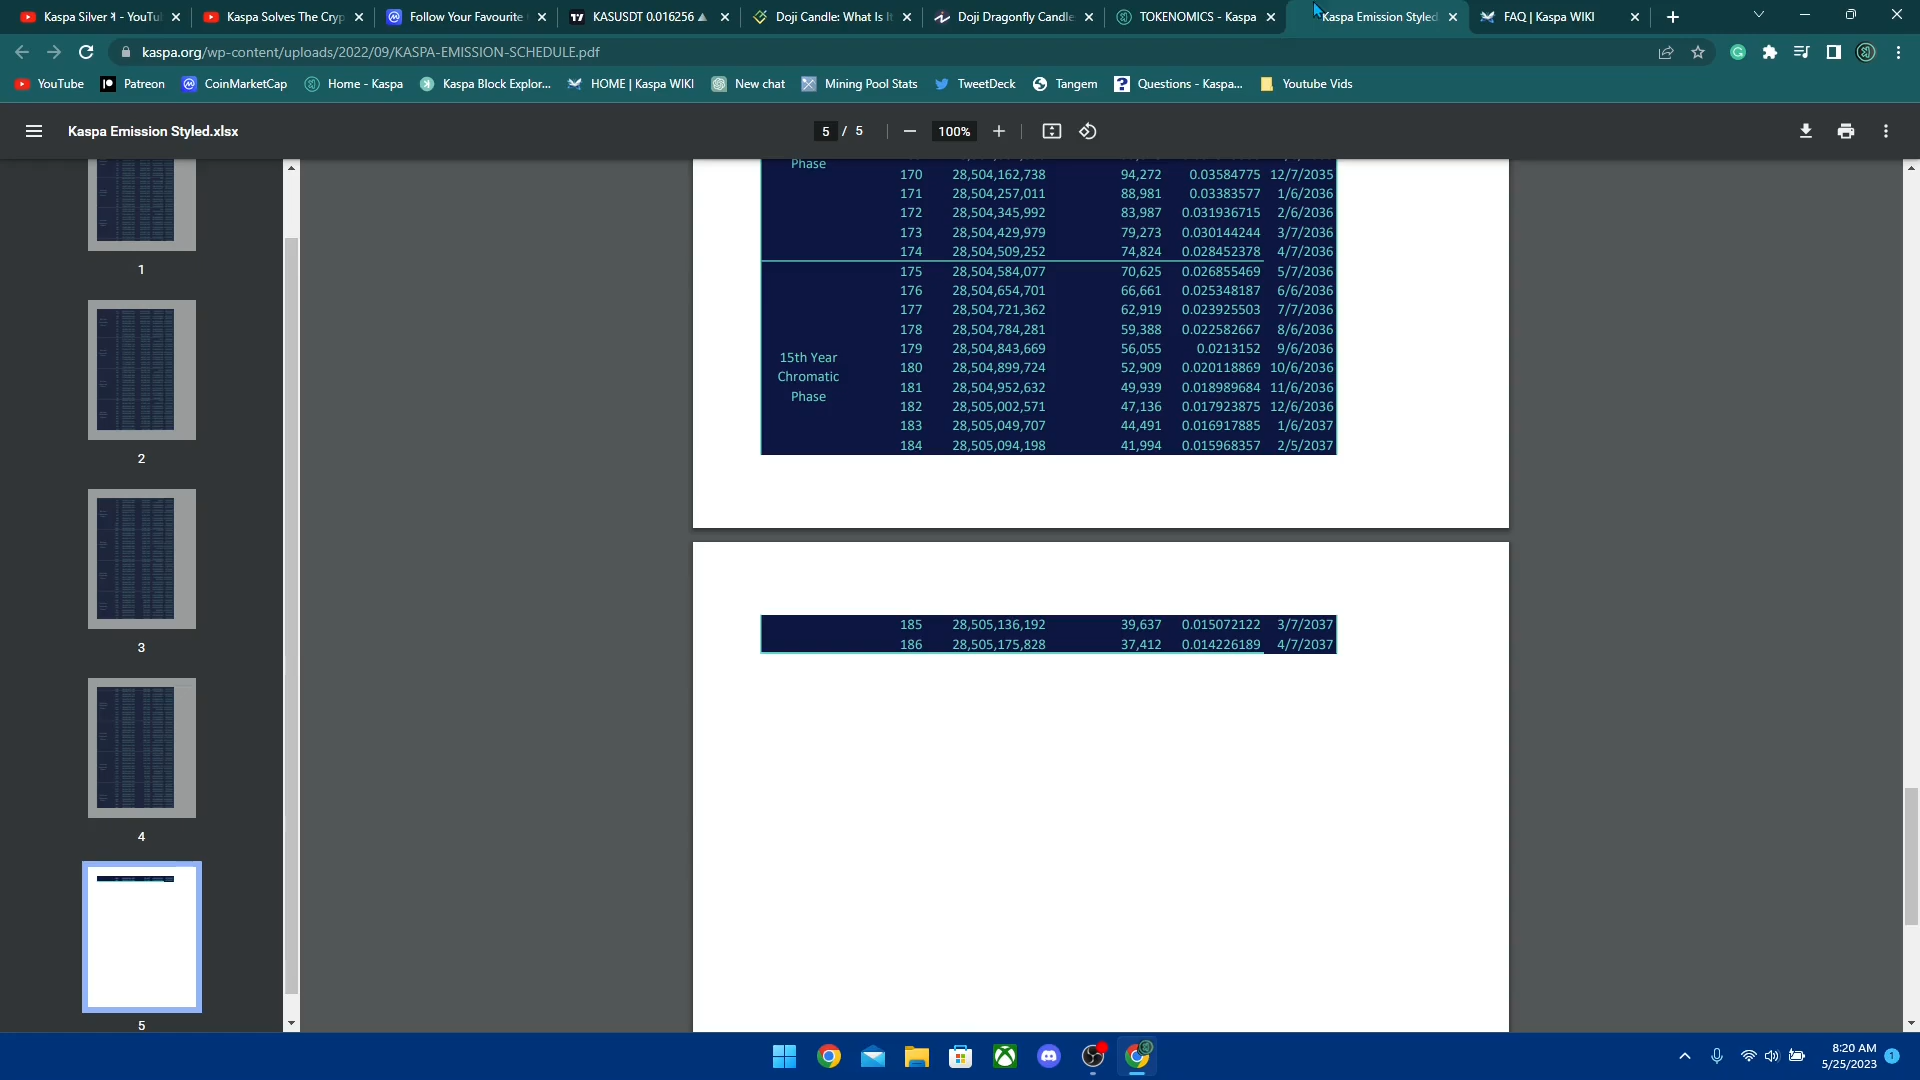 Kaspa Silver កី - YouTu
Kaspa Solves The Cryp
Follow Your Favourite
KASUSDT 0.016256 ▲
Doji Candle: What Is It
Doji Dragonfly Candle
TOKENOMICS - Kaspa
Kaspa Emission Styled
FAQ | Kaspa WIKI
kaspa.org/wp-content/uploads/2022/09/KASPA-EMISSION-SCHEDULE.pdf
YouTube Patreon CoinMarketCap Home - Kaspa Kaspa Block Explor... HOME | Kaspa WIKI New chat Mining Pool Stats TweetDeck Tangem Questions - Kaspa... Youtube Vids
Kaspa Emission Styled.xlsx 5 / 5 100%
Phase
170 28,504,162,738 94,272 0.03584775 12/7/2035
171 28,504,257,011 88,981 0.03383577 1/6/2036
172 28,504,345,992 83,987 0.031936715 2/6/2036
173 28,504,429,979 79,273 0.030144244 3/7/2036
174 28,504,509,252 74,824 0.028452378 4/7/2036
175 28,504,584,077 70,625 0.026855469 5/7/2036
176 28,504,654,701 66,661 0.025348187 6/6/2036
177 28,504,721,362 62,919 0.023925503 7/7/2036
178 28,504,784,281 59,388 0.022582667 8/6/2036
179 28,504,843,669 56,055 0.0213152 9/6/2036
15th Year
Chromatic
Phase
180 28,504,899,724 52,909 0.020118869 10/6/2036
181 28,504,952,632 49,939 0.018989684 11/6/2036
182 28,505,002,571 47,136 0.017923875 12/6/2036
183 28,505,049,707 44,491 0.016917885 1/6/2037
184 28,505,094,198 41,994 0.015968357 2/5/2037
185 28,505,136,192 39,637 0.015072122 3/7/2037
186 28,505,175,828 37,412 0.014226189 4/7/2037
1
2
3
4
5
8:20 AM
5/25/2023
1